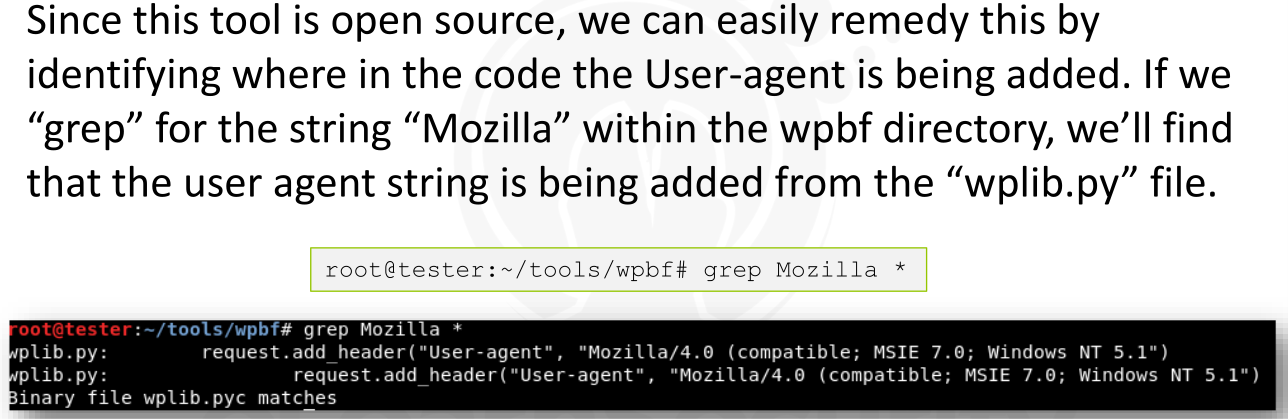 Since this tool is open source, we can easily remedy this by
identifying where in the code the User-agent is being added. If we
“grep” for the string “Mozilla” within the wpbf directory, we’ll find
that the user agent string is being added from the “wplib.py” file.
root@tester:~/tools/wpbf# grep Mozilla *
root@tester:~/tools/wpbf# grep Mozilla *
wplib.py:        request.add_header("User-agent", "Mozilla/4.0 (compatible; MSIE 7.0; Windows NT 5.1")
wplib.py:                request.add_header("User-agent", "Mozilla/4.0 (compatible; MSIE 7.0; Windows NT 5.1")
Binary file wplib.pyc matches